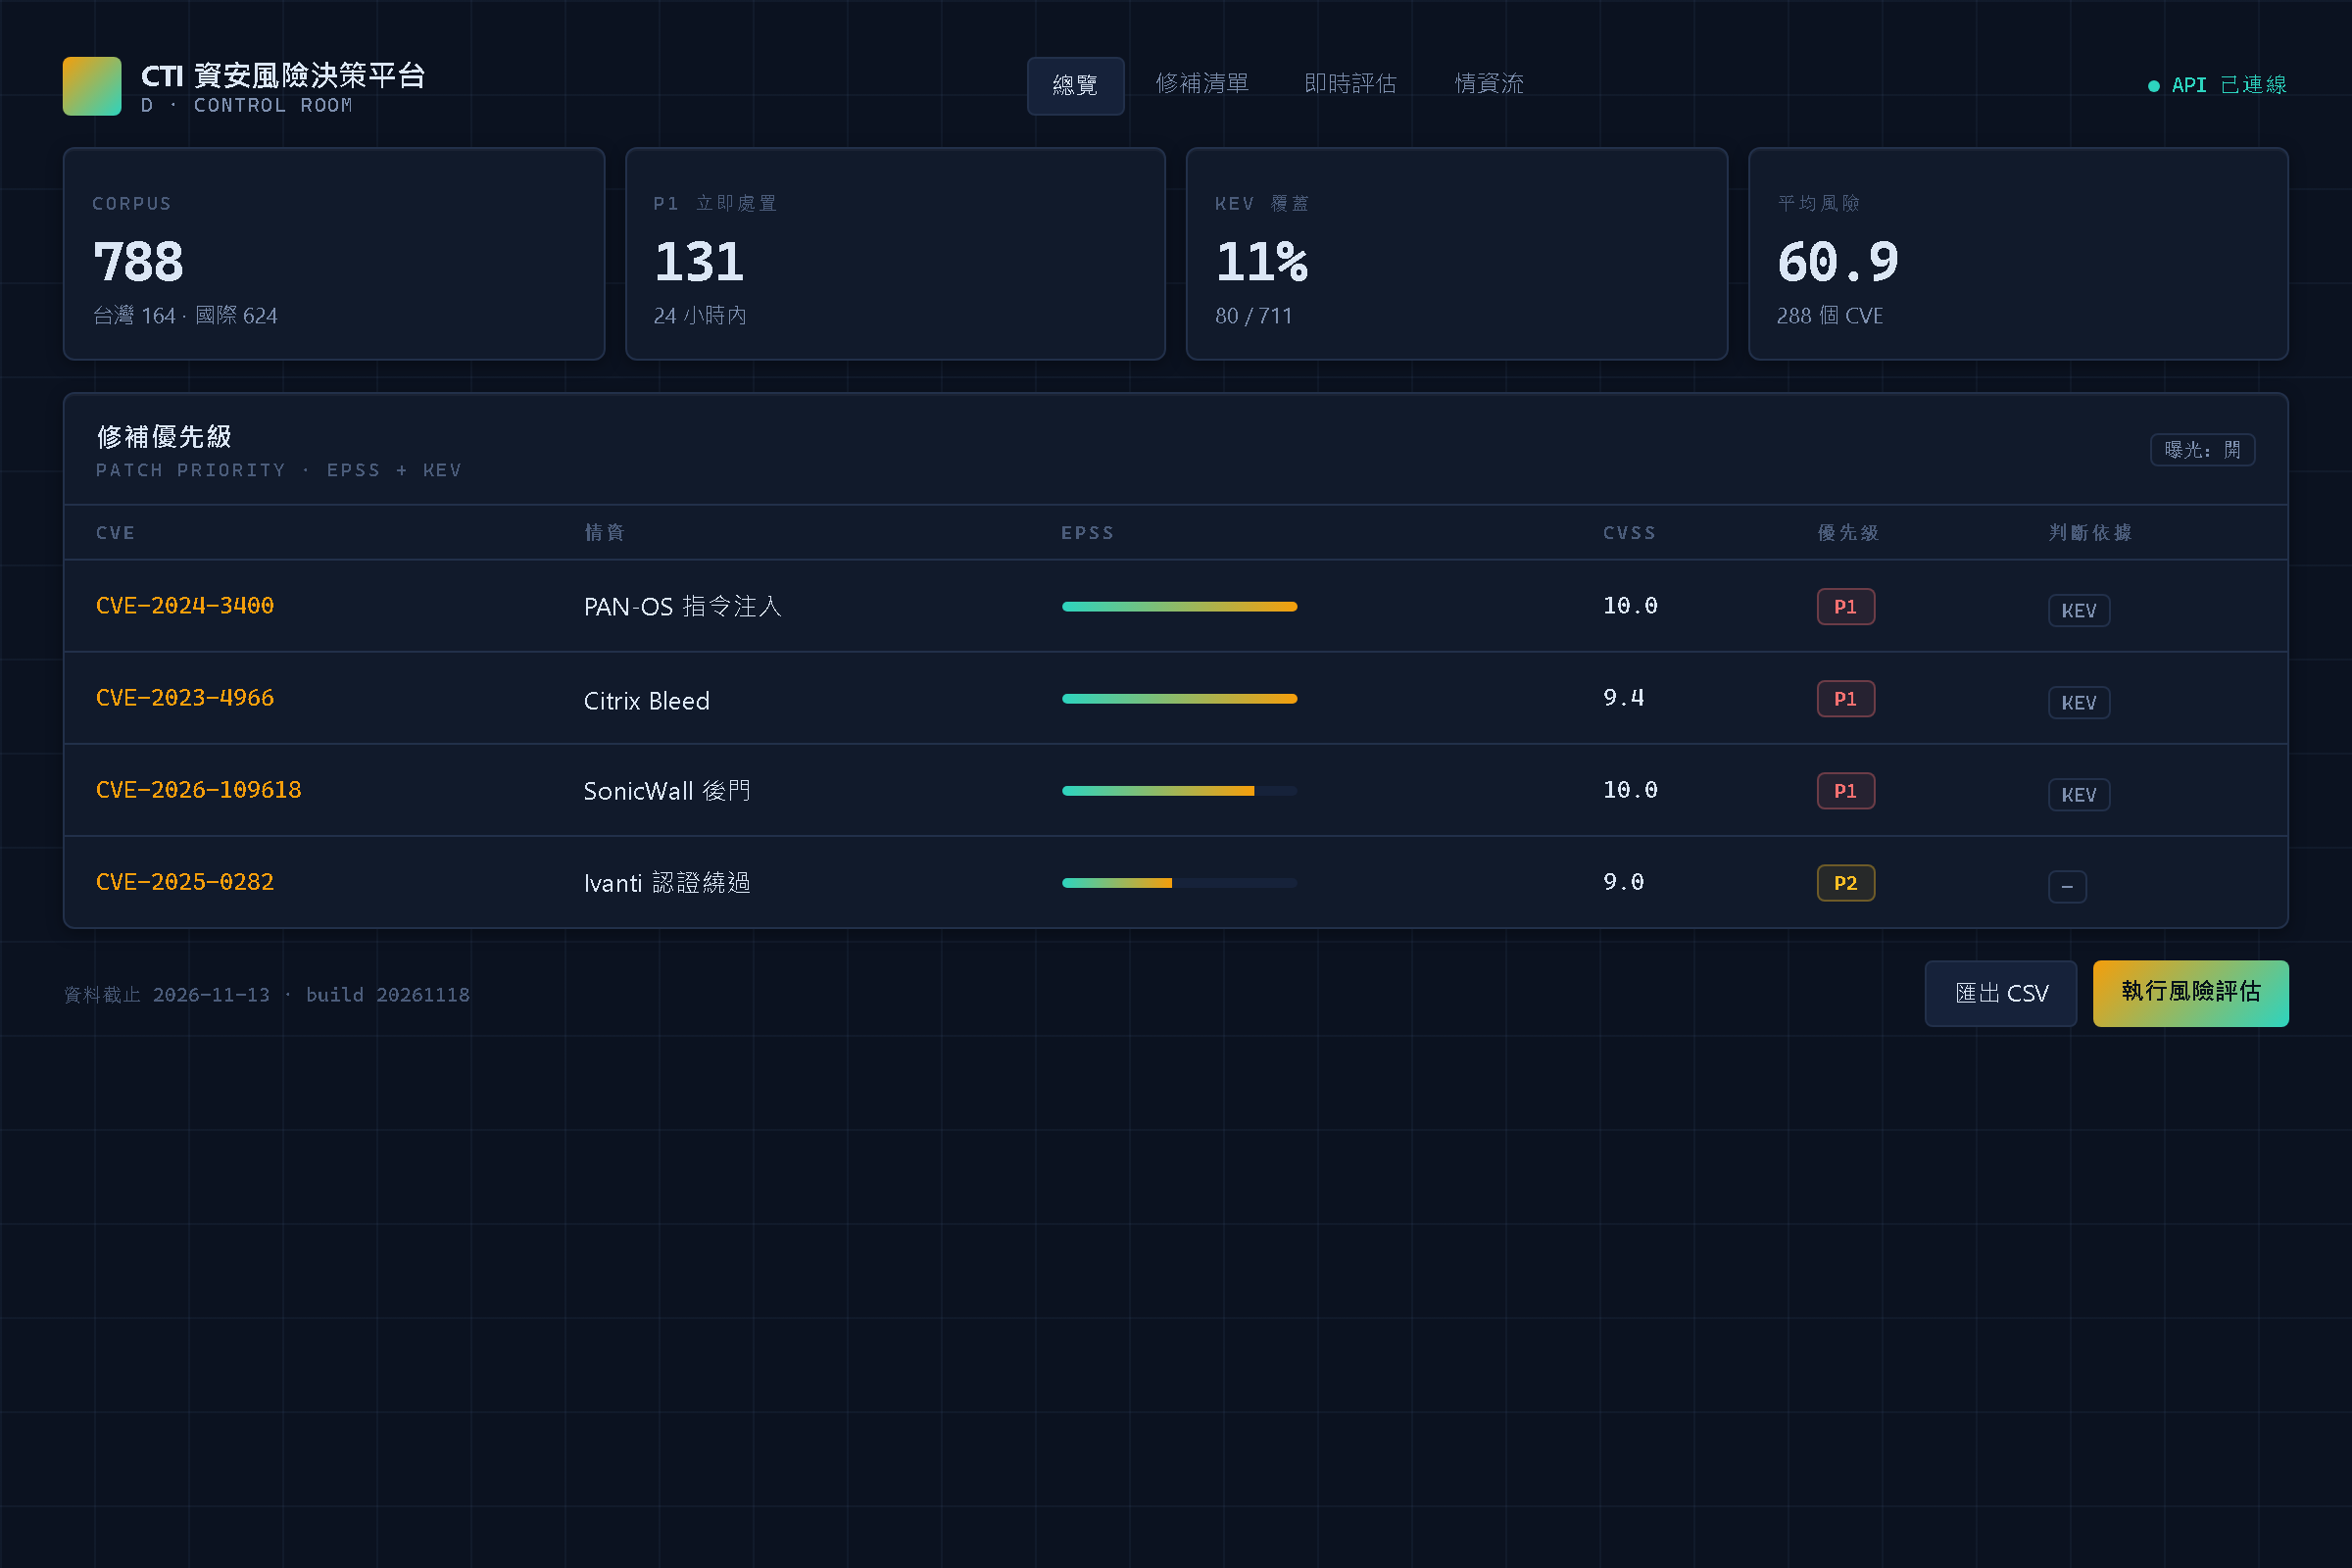 CTI 資安風險決策平台
D · CONTROL ROOM
總覽 修補清單 即時評估 情資流
API 已連線
CORPUS
788
台灣 164 · 國際 624
P1 立即處置
131
24 小時內
KEV 覆蓋
11%
80 / 711
平均風險
60.9
288 個 CVE
修補優先級
PATCH PRIORITY · EPSS + KEV
曝光: 開
CVE 情資 EPSS CVSS 優先級 判斷依據
CVE-2024-3400 PAN-OS 指令注入 10.0 P1 KEV
CVE-2023-4966 Citrix Bleed 9.4 P1 KEV
CVE-2026-109618 SonicWall 後門 10.0 P1 KEV
CVE-2025-0282 Ivanti 認證繞過 9.0 P2 —
資料截止 2026-11-13 · build 20261118
匯出 CSV
執行風險評估